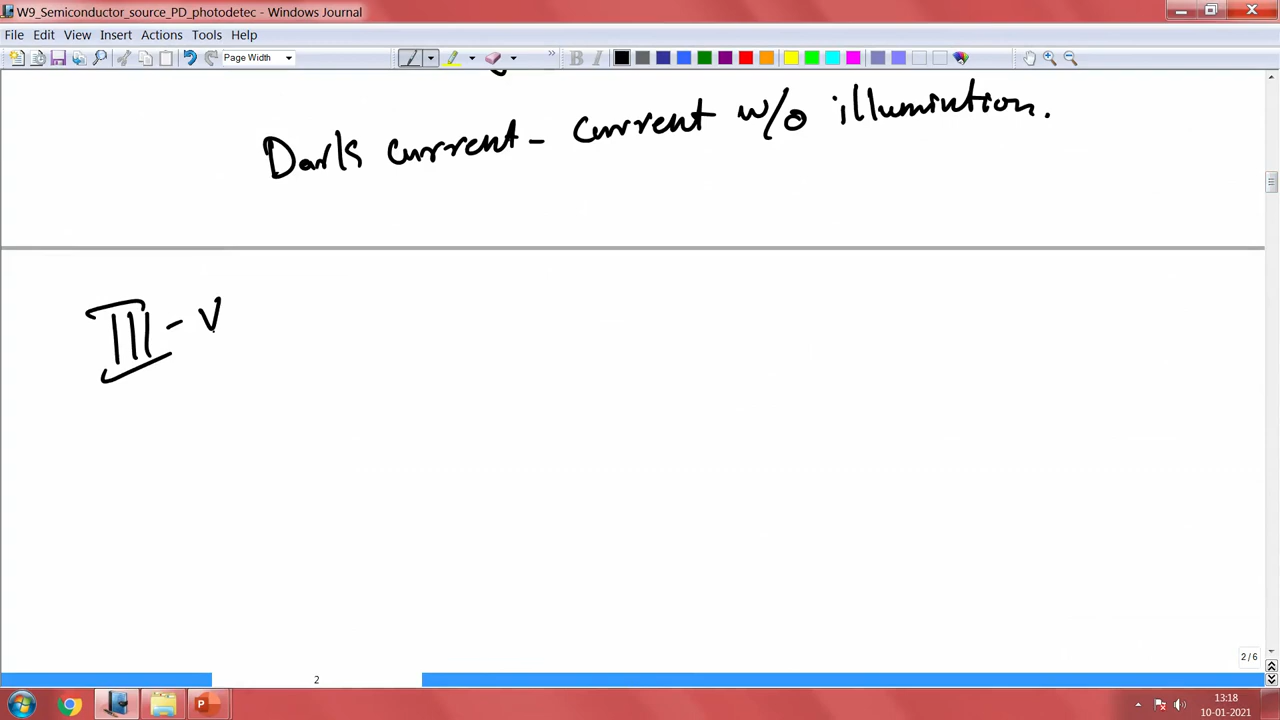 W9_Semiconductor_source_PD_photodetec - Windows Journal
File Edit View Insert Actions Tools Help
Page Width
B I
Dark current - current w/o illumintion.
III - V
2/6
2
13:18
10-01-2021